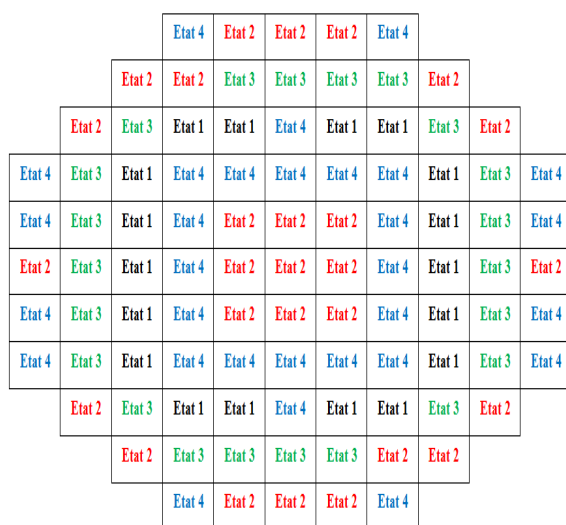 Etat 4 Etat 2 Etat 2 Etat 2 Etat 4
Etat 2 Etat 2 Etat 3 Etat 3 Etat 3 Etat 3 Etat 2
Etat 2 Etat 3 Etat 1 Etat 1 Etat 4 Etat 1 Etat 1 Etat 3 Etat 2
Etat 4 Etat 3 Etat 1 Etat 4 Etat 4 Etat 4 Etat 4 Etat 4 Etat 1 Etat 3 Etat 4
Etat 4 Etat 3 Etat 1 Etat 4 Etat 2 Etat 2 Etat 2 Etat 4 Etat 1 Etat 3 Etat 4
Etat 2 Etat 3 Etat 1 Etat 4 Etat 2 Etat 2 Etat 2 Etat 4 Etat 1 Etat 3 Etat 2
Etat 4 Etat 3 Etat 1 Etat 4 Etat 2 Etat 2 Etat 2 Etat 4 Etat 1 Etat 3 Etat 4
Etat 4 Etat 3 Etat 1 Etat 4 Etat 4 Etat 4 Etat 4 Etat 4 Etat 1 Etat 3 Etat 4
Etat 2 Etat 3 Etat 1 Etat 1 Etat 4 Etat 1 Etat 1 Etat 3 Etat 2
Etat 2 Etat 3 Etat 3 Etat 3 Etat 3 Etat 2 Etat 2
Etat 4 Etat 2 Etat 2 Etat 2 Etat 4